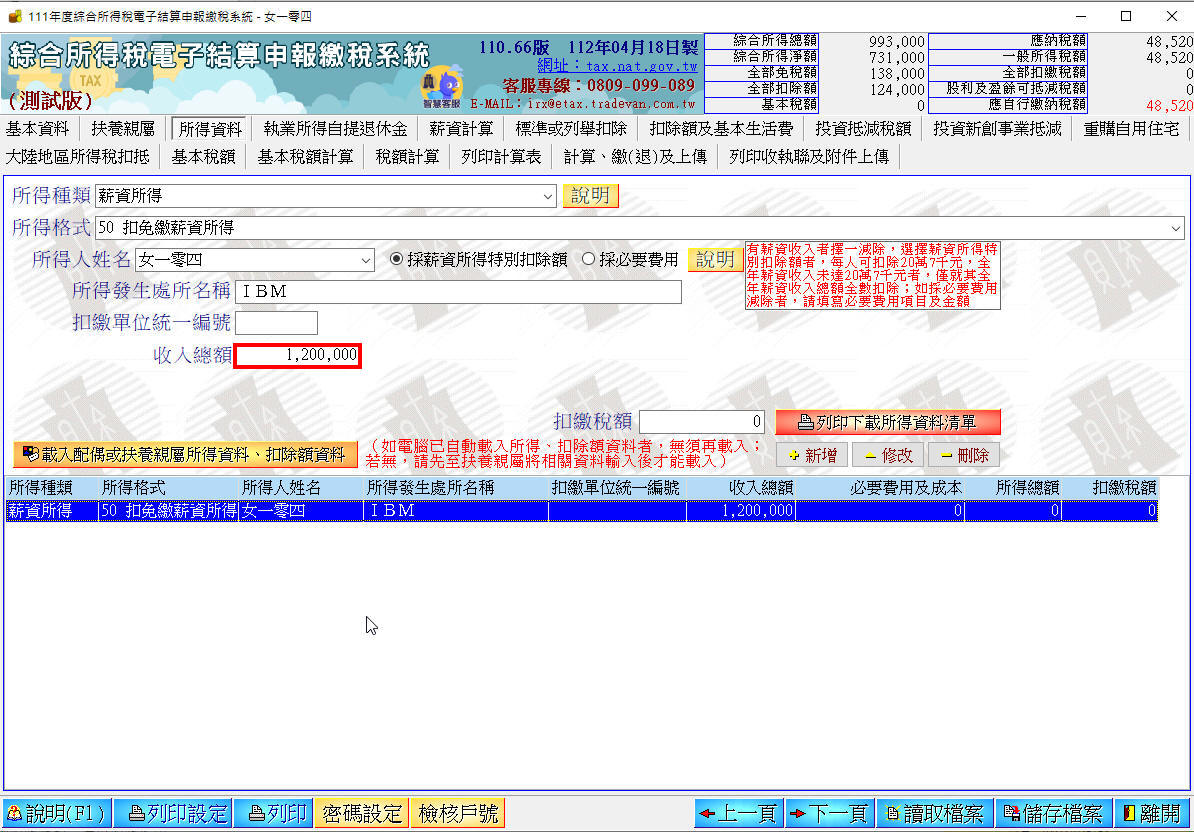 111年度綜合所得稅電子結算申報繳稅系統 - 女一零四
綜合所得稅電子結算申報繳稅系統
TAX
(測試版)
110.66版 112年04月18日製
網址：tax.nat.gov.tw
客服專線：0809-099-089
E-MAIL：irx@etax.tradevan.com.tw
智慧客服
綜合所得總額 993,000 應納稅額 48,520
綜合所得淨額 731,000 一般所得稅額 48,520
全部免稅額 138,000 全部扣繳稅額 0
全部扣除額 124,000 股利及盈餘可抵減稅額 0
基本稅額 0 應自行繳納稅額 48,520
基本資料 扶養親屬 所得資料 執業所得自提退休金 薪資計算 標準或列舉扣除 扣除額及基本生活費 投資抵減稅額 投資新創事業抵減 重購自用住宅
大陸地區所得稅扣抵 基本稅額 基本稅額計算 稅額計算 列印計算表 計算、繳(退)及上傳 列印收執聯及附件上傳
所得種類 薪資所得 說明
所得格式 50 扣免繳薪資所得
所得人姓名 女一零四 採薪資所得特別扣除額 採必要費用 說明
有薪資收入者擇一減除，選擇薪資所得特
別扣除額者，每人可扣除20萬7千元，全
年薪資收入未達20萬7千元者，僅就其全
年薪資收入總額全數扣除；如採必要費用
減除者，請填寫必要費用項目及金額
所得發生處所名稱 ＩＢＭ
扣繳單位統一編號
收入總額 1,200,000
扣繳稅額 0 列印下載所得資料清單
載入配偶或扶養親屬所得資料、扣除額資料
（如電腦已自動載入所得、扣除額資料者，無須再載入；
若無，請先至扶養親屬將相關資料輸入後才能載入）
新增 修改 刪除
所得種類 所得格式 所得人姓名 所得發生處所名稱 扣繳單位統一編號 收入總額 必要費用及成本 所得總額 扣繳稅額
薪資所得 50 扣免繳薪資所得 女一零四 ＩＢＭ 1,200,000 0 0 0
說明(F1) 列印設定 列印 密碼設定 檢核戶號 上一頁 下一頁 讀取檔案 儲存檔案 離開